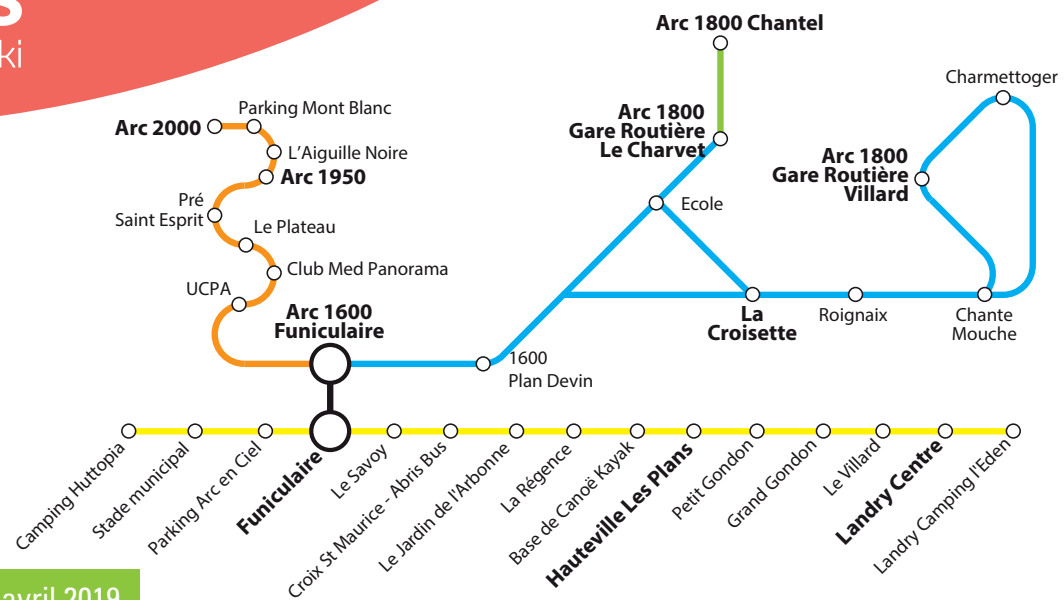 s
ki
Arc 1800 Chantel
Charmettoger
Parking Mont Blanc
Arc 2000
L'Aiguille Noire
Arc 1950
Arc 1800
Gare Routière
Le Charvet
Arc 1800
Gare Routière
Villard
Pré
Saint Esprit
Le Plateau
Ecole
Club Med Panorama
UCPA
Arc 1600
Funiculaire
La
Croisette
Roignaix
Chante
Mouche
1600
Plan Devin
Camping Huttopia
Stade municipal
Parking Arc en Ciel
Funiculaire
Le Savoy
Croix St Maurice - Abris Bus
Le Jardin de l'Arbonne
La Régence
Base de Canoë Kayak
Hauteville Les Plans
Petit Gondon
Grand Gondon
Le Villard
Landry Centre
Landry Camping l'Eden
avril 2019